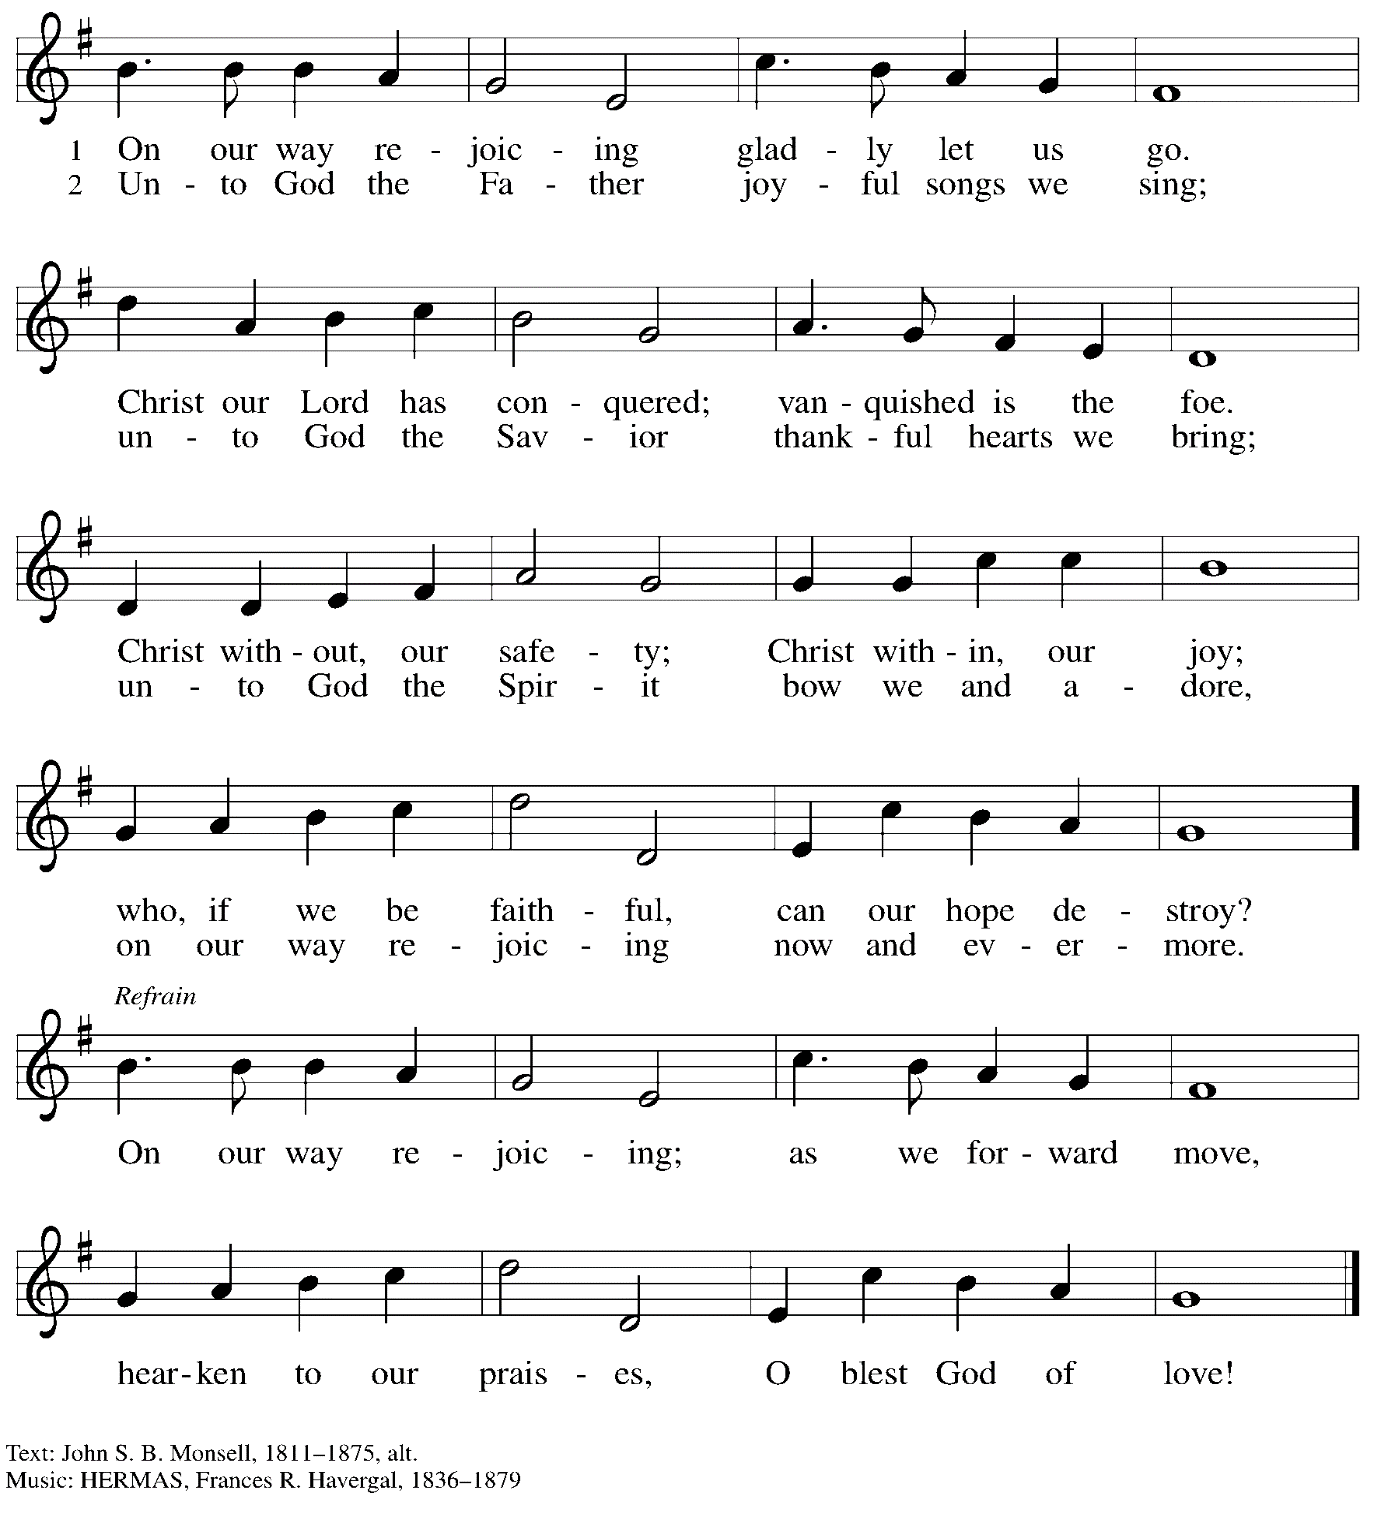 1 On our way re - joic - ing glad - ly let us go.
2 Un - to God the Fa - ther joy - ful songs we sing;
Christ our Lord has con - quered; van - quished is the foe.
un - to God the Sav - ior thank - ful hearts we bring;
Christ with - out, our safe - ty; Christ with - in, our joy;
un - to God the Spir - it bow we and a - dore,
who, if we be faith - ful, can our hope de - stroy?
on our way re - joic - ing now and ev - er - more.
Refrain
On our way re - joic - ing; as we for - ward move,
hear - ken to our prais - es, O blest God of love!
Text: John S. B. Monsell, 1811–1875, alt.
Music: HERMAS, Frances R. Havergal, 1836–1879